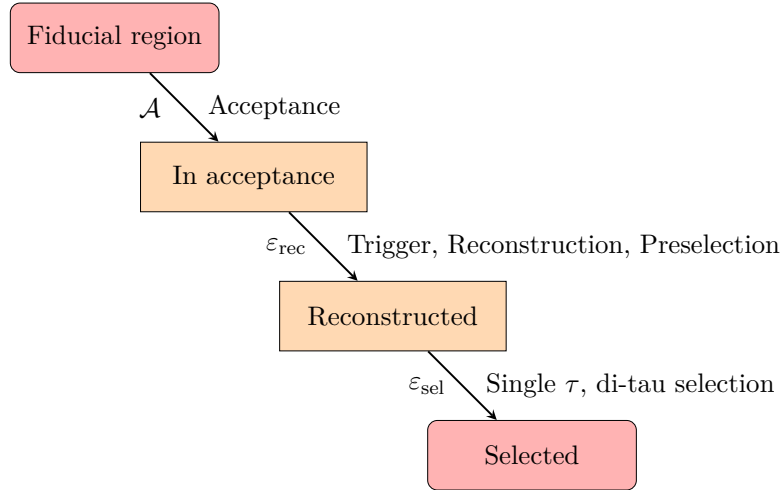 Fiducial region
𝒜 Acceptance
In acceptance
ε_rec Trigger, Reconstruction, Preselection
Reconstructed
ε_sel Single τ, di-tau selection
Selected